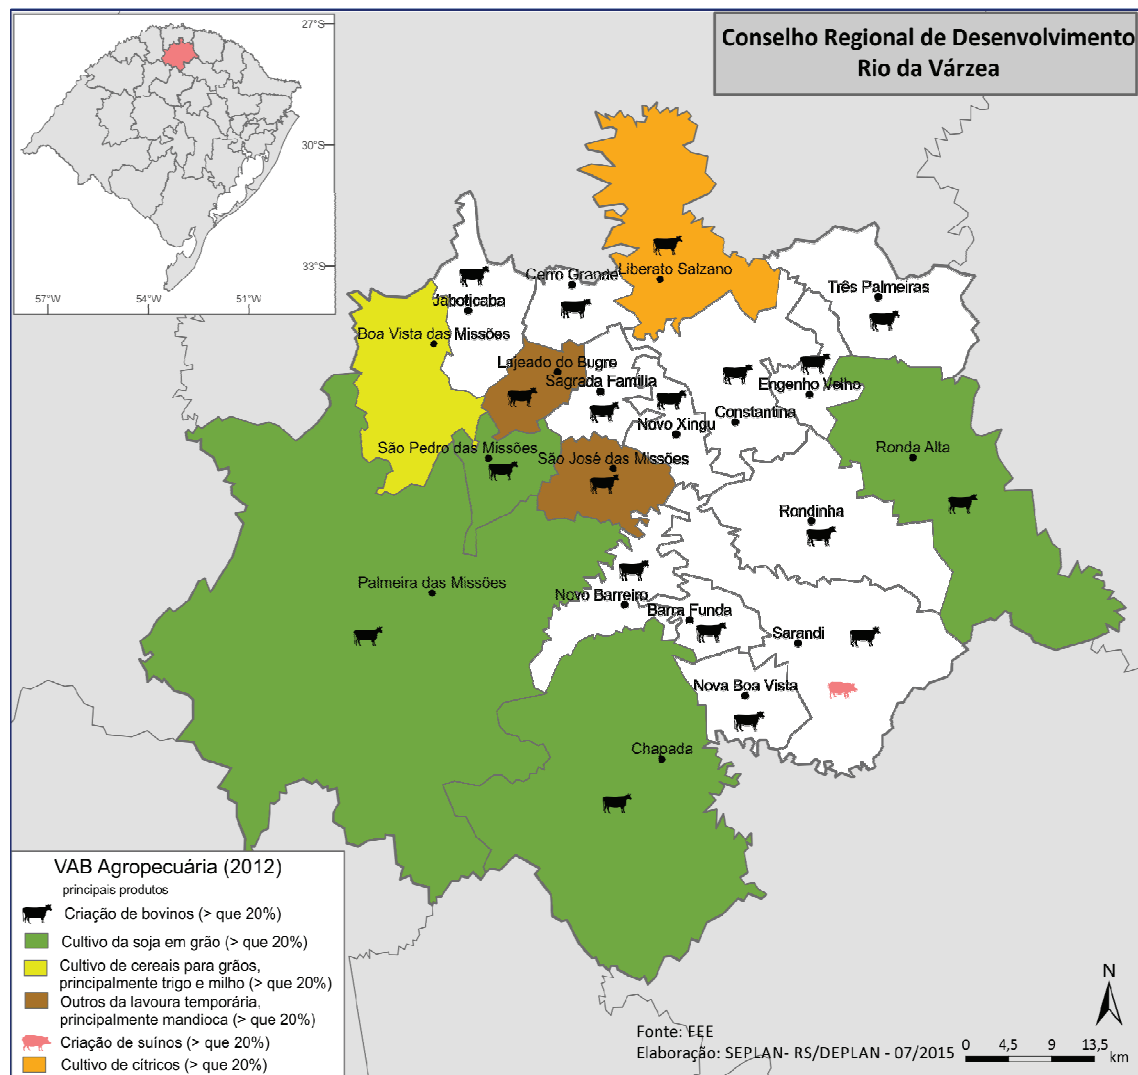 Conselho Regional de Desenvolvimento
Rio da Várzea
27°S
30°S
33°S
57°W
54°W
51°W
Liberato Salzano
Cerro Grande
Três Palmeiras
Jaboticaba
Boa Vista das Missões
Lajeado do Bugre
Sagrada Família
Engenho Velho
Constantina
Novo Xingu
Ronda Alta
São Pedro das Missões
São José das Missões
Rondinha
Palmeira das Missões
Novo Barreiro
Barra Funda
Sarandi
Nova Boa Vista
Chapada
VAB Agropecuária (2012)
principais produtos
Criação de bovinos (> que 20%)
Cultivo da soja em grão (> que 20%)
Cultivo de cereais para grãos,
principalmente trigo e milho (> que 20%)
Outros da lavoura temporária,
principalmente mandioca (> que 20%)
Criação de suínos (> que 20%)
Cultivo de cítricos (> que 20%)
N
Fonte: FEE
Elaboração: SEPLAN- RS/DEPLAN - 07/2015
0 4,5 9 13,5
km